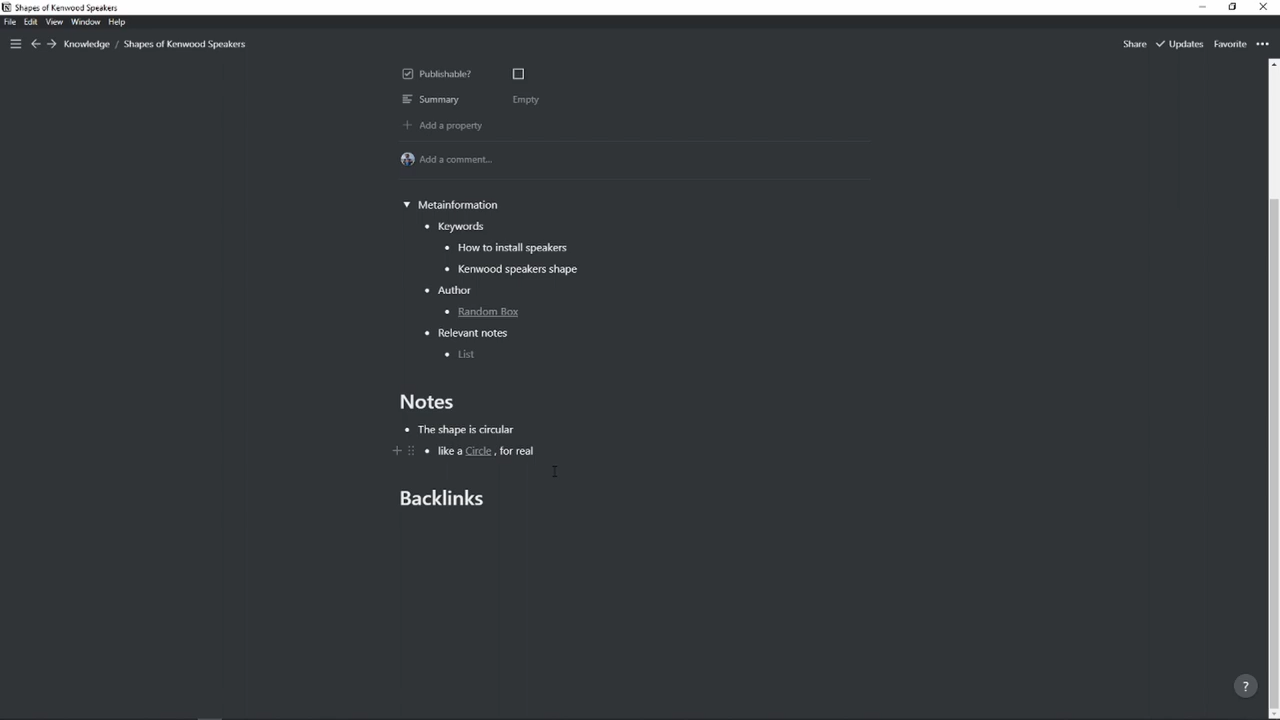 Shapes of Kenwood Speakers
File Edit View Window Help
Knowledge / Shapes of Kenwood Speakers
Share Updates Favorite
Publishable?
Summary Empty
Add a property
Add a comment...
Metainformation
Keywords
How to install speakers
Kenwood speakers shape
Author
Random Box
Relevant notes
List
Notes
The shape is circular
like a Circle , for real
Backlinks
?